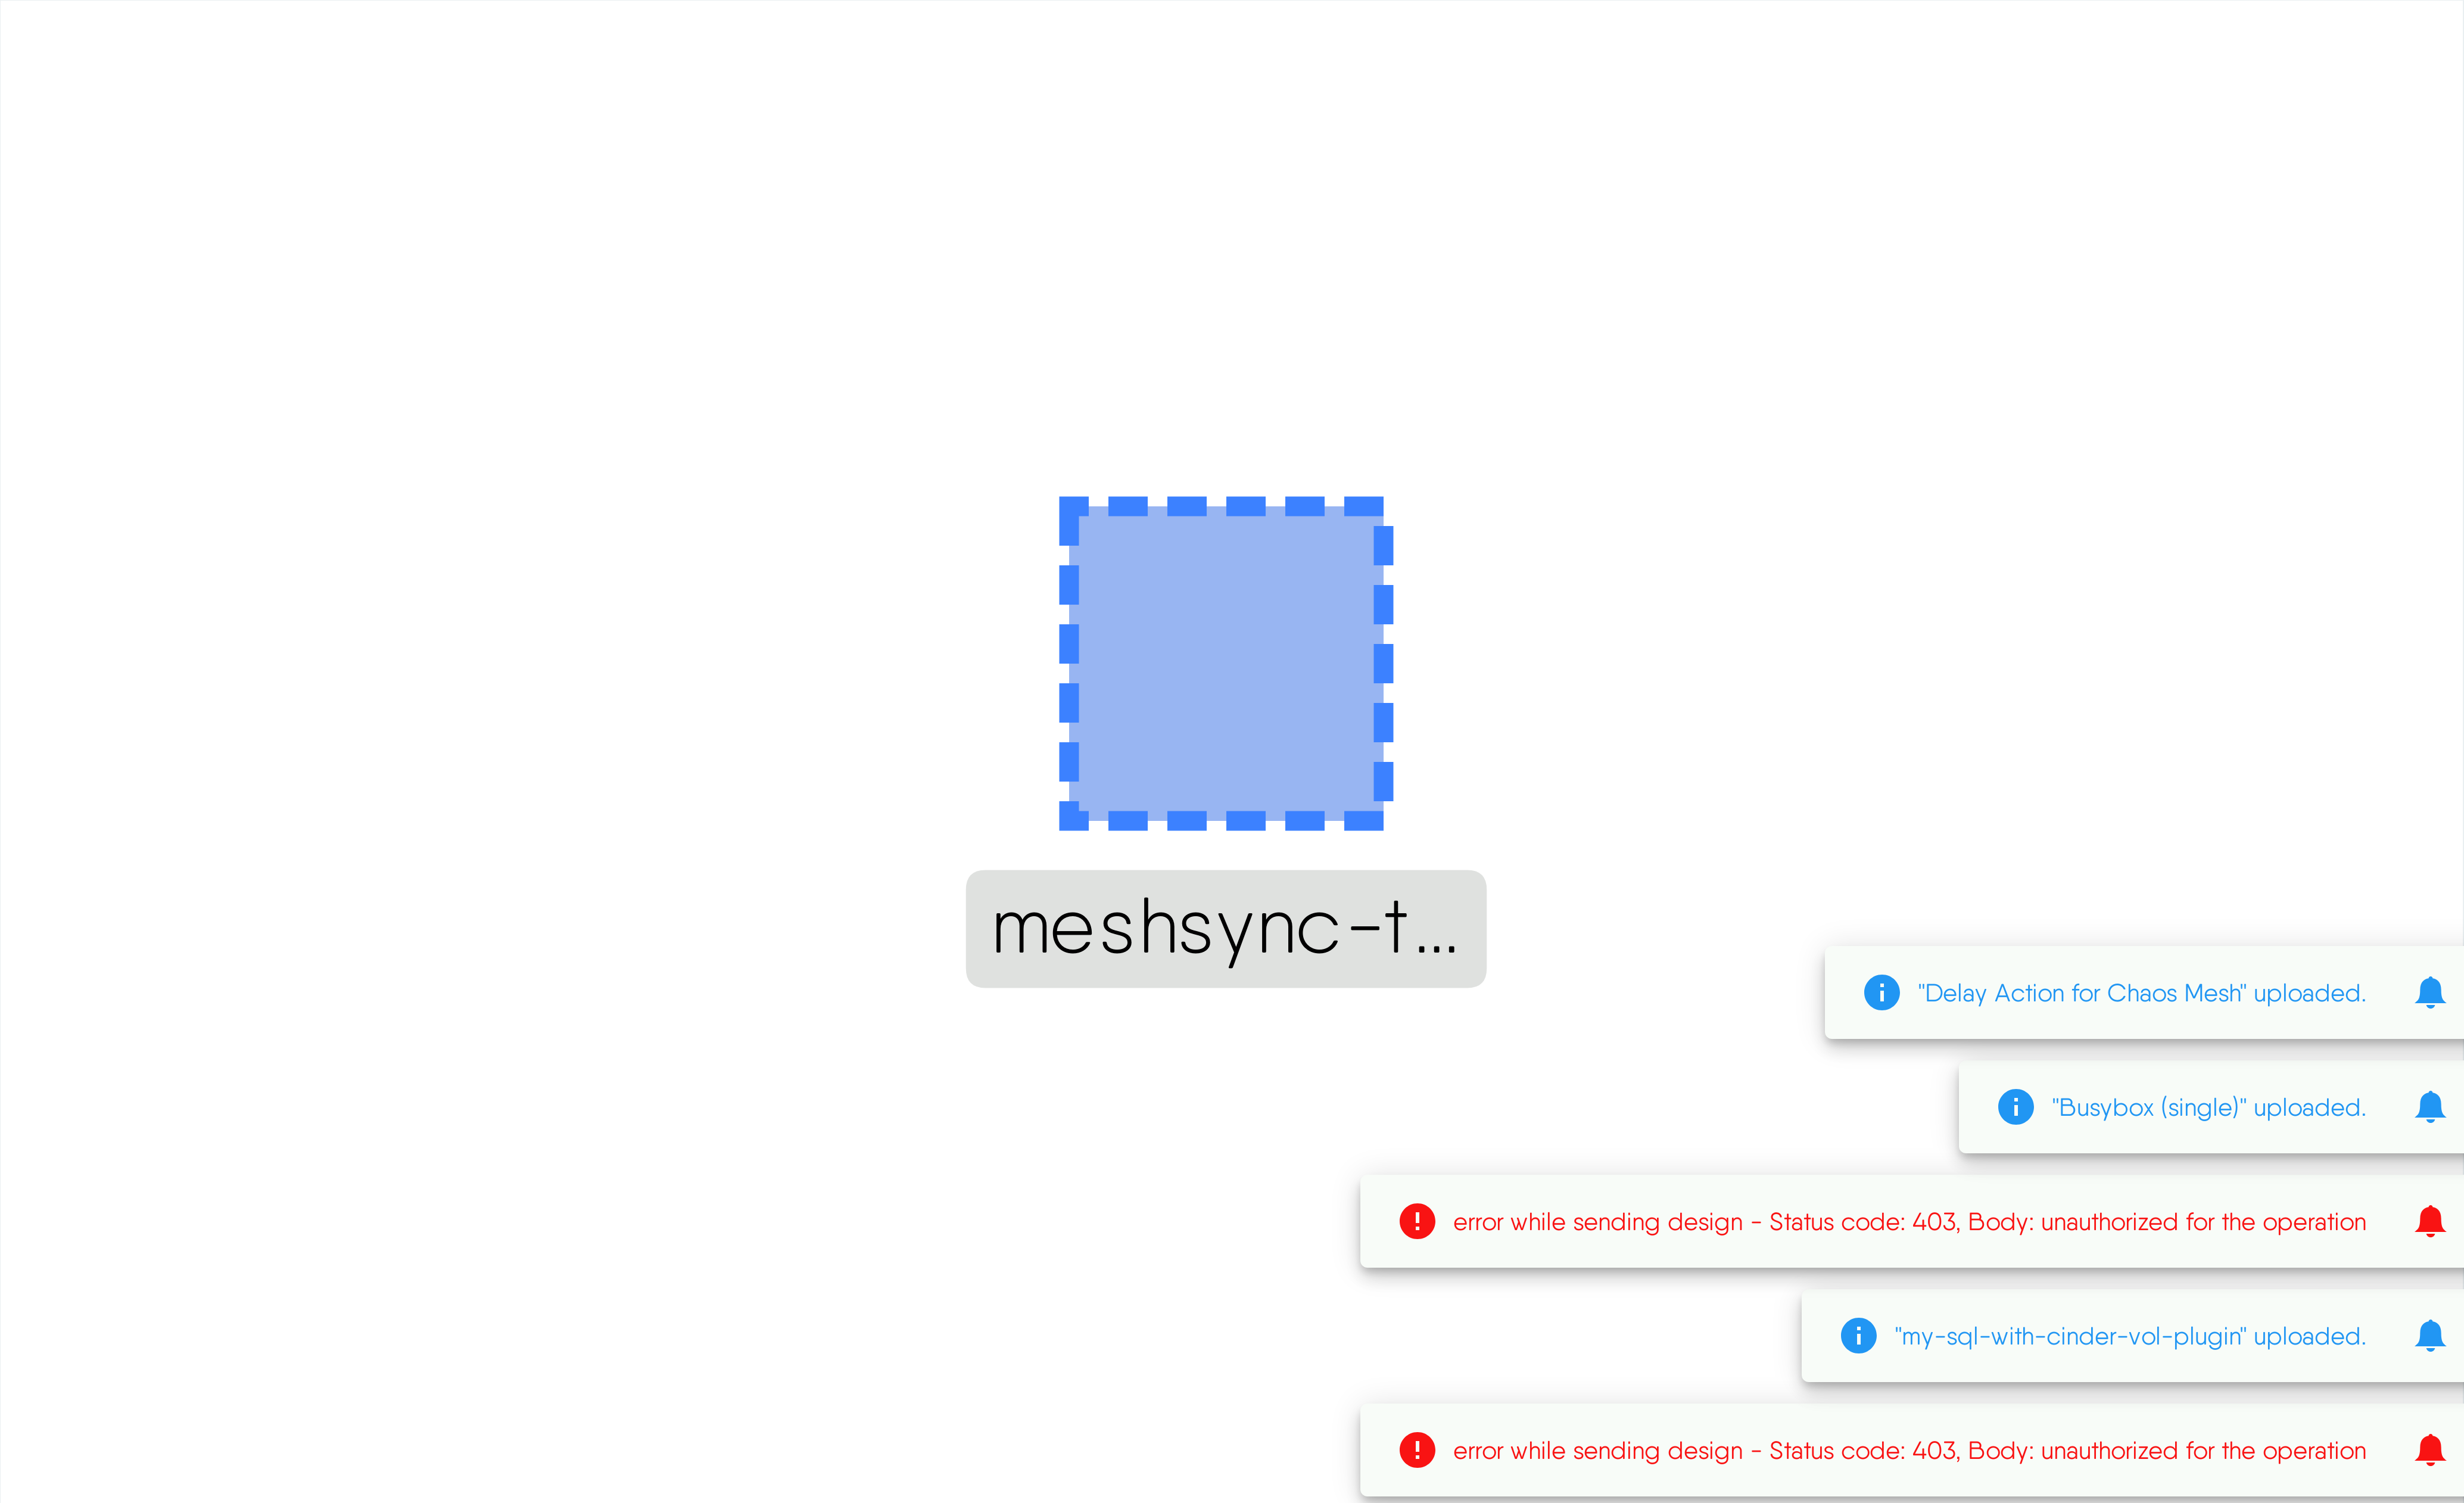 meshsync-t...
"Delay Action for Chaos Mesh" uploaded.
"Busybox (single)" uploaded.
error while sending design - Status code: 403, Body: unauthorized for the operation
"my-sql-with-cinder-vol-plugin" uploaded.
error while sending design - Status code: 403, Body: unauthorized for the operation